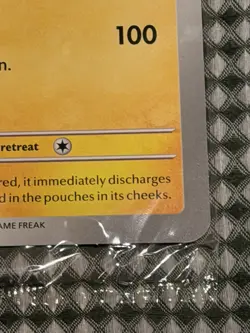 100
n.
retreat
red, it immediately discharges
d in the pouches in its cheeks.
AME FREAK